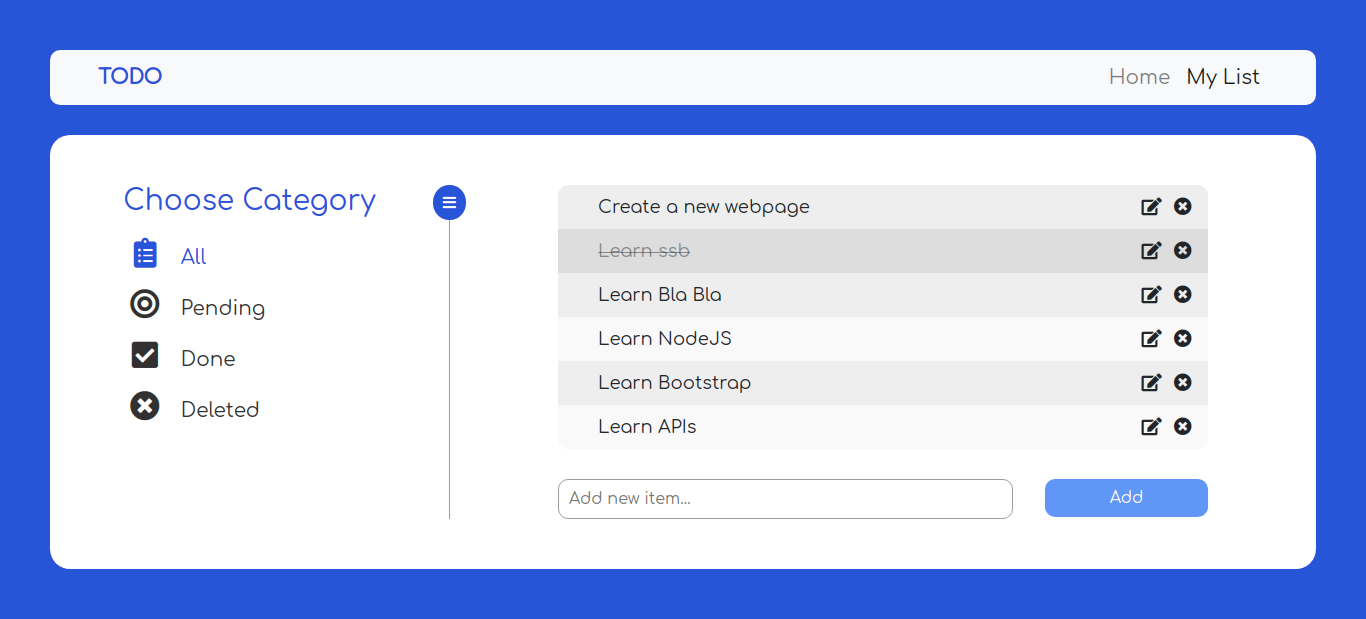 TODO
Home My List
Choose Category
All
Pending
Done
Deleted
Create a new webpage
Learn ssb
Learn Bla Bla
Learn NodeJS
Learn Bootstrap
Learn APIs
Add new item...
Add